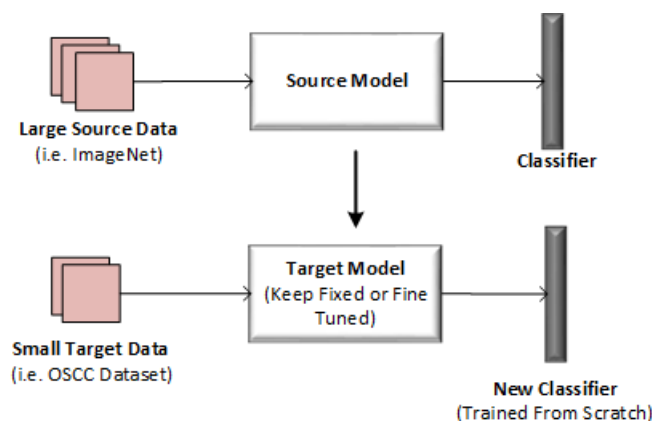 Source Model
Large Source Data
(i.e. ImageNet)
Classifier
Target Model
(Keep Fixed or Fine
Tuned)
Small Target Data
(i.e. OSCC Dataset)
New Classifier
(Trained From Scratch)